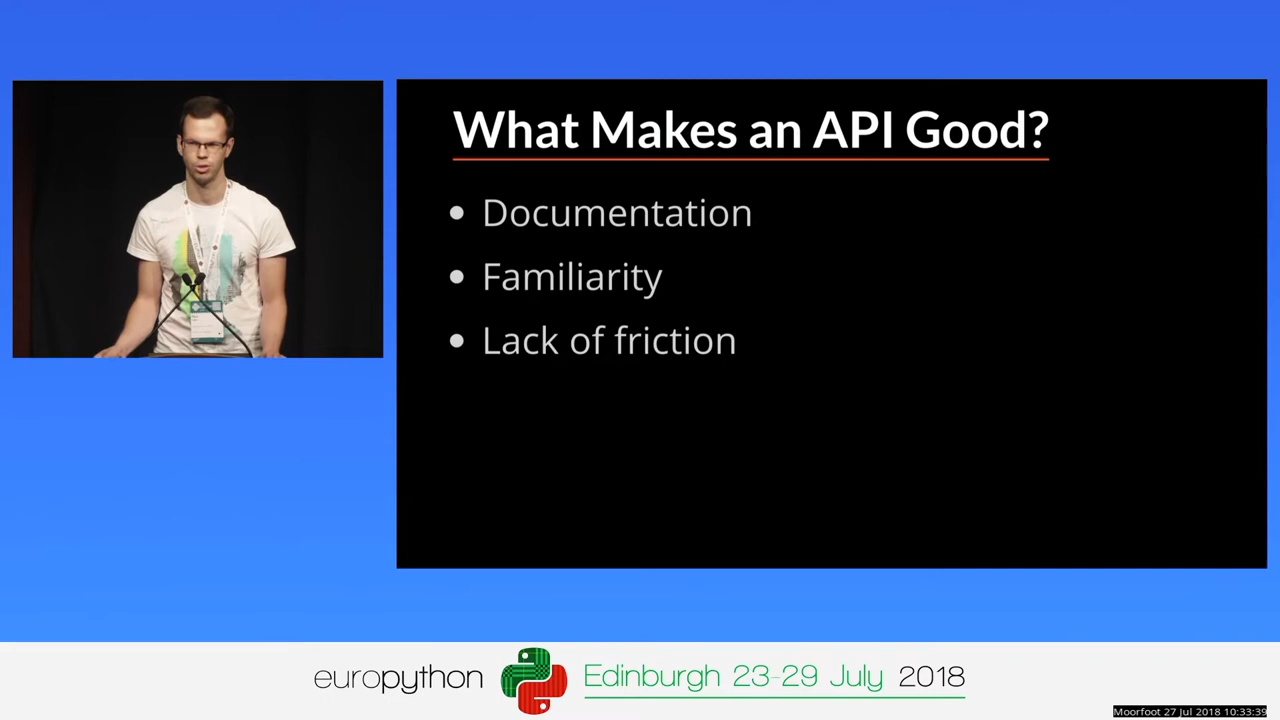 What Makes an API Good?
• Documentation
• Familiarity
• Lack of friction
europython Edinburgh 23-29 July 2018
Moorfoot 27 Jul 2018 10:33:39